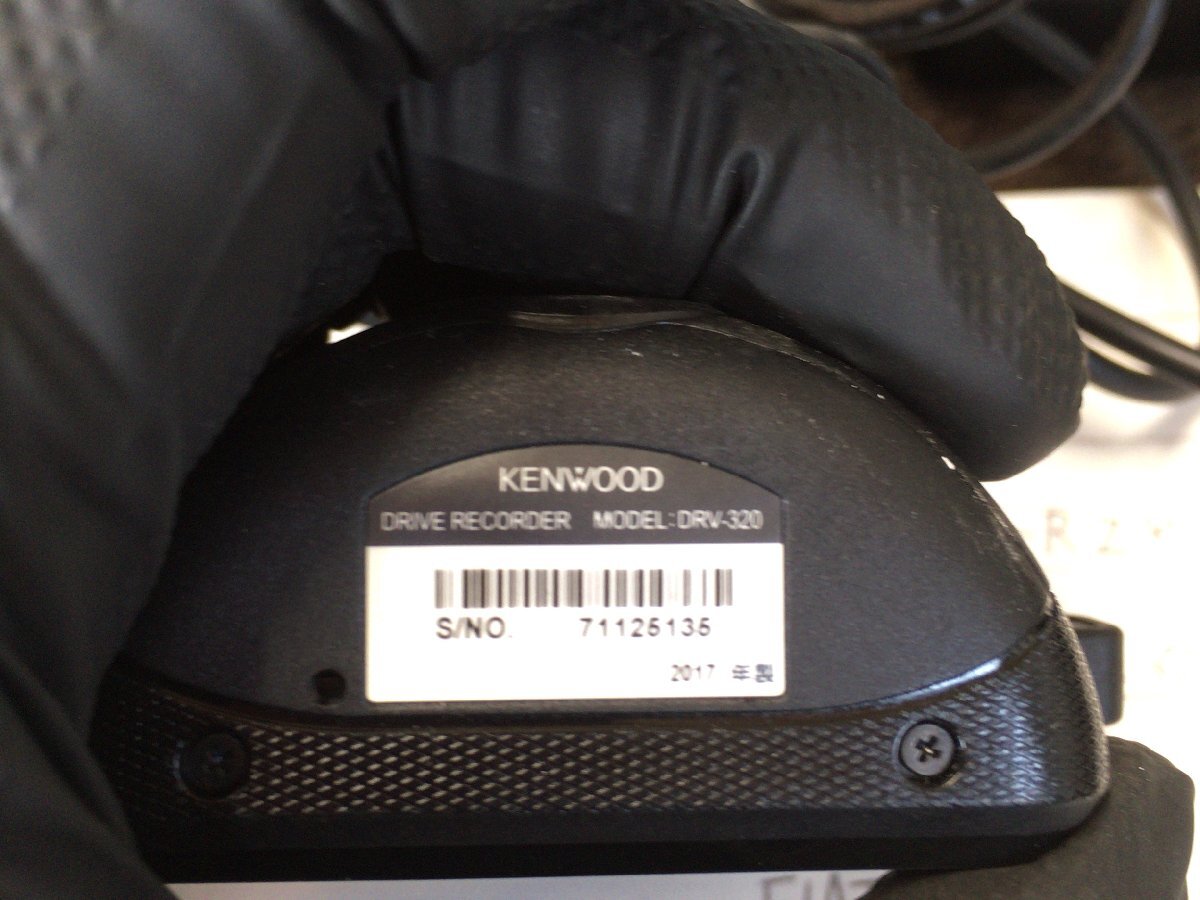 KENWOOD
DRIVE RECORDER MODEL:DRV-320
S/NO. 71125135
2017 年製